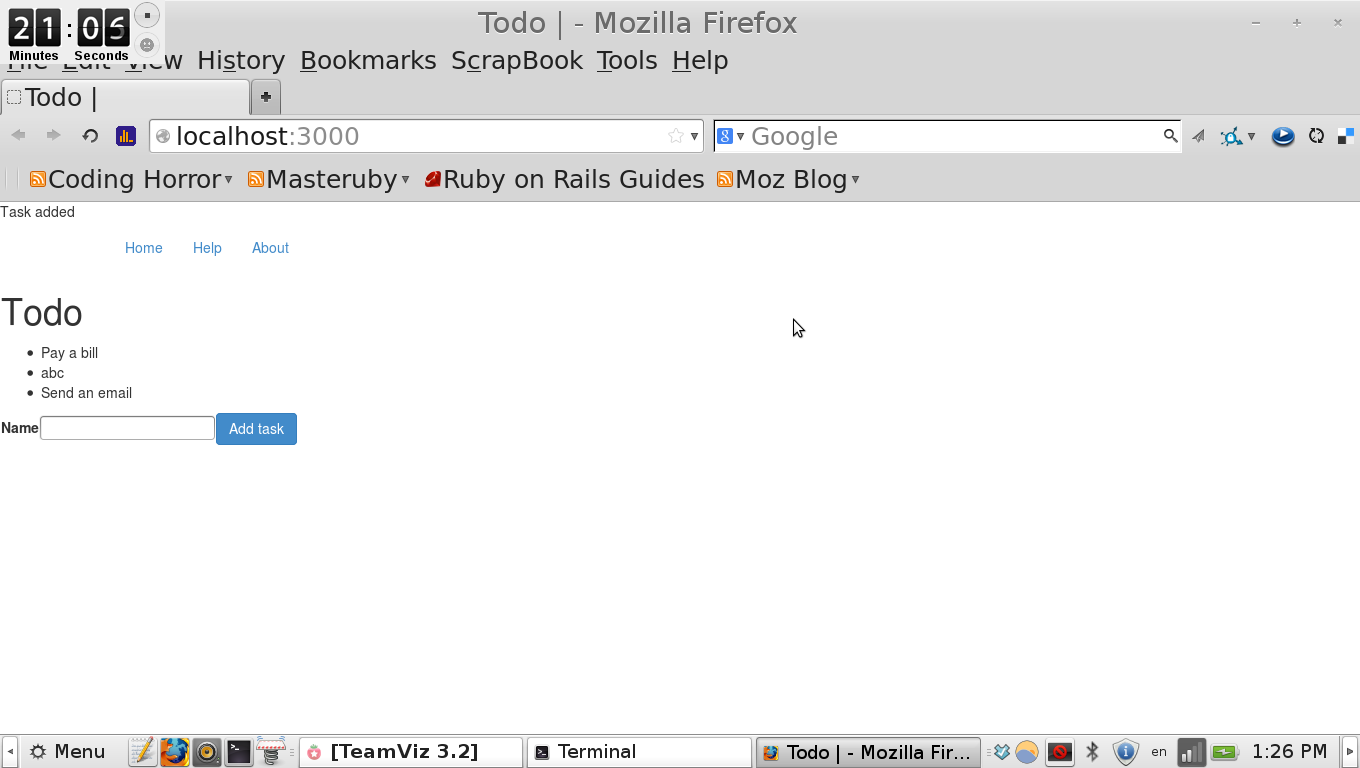 21:05
Minutes Seconds
Todo | - Mozilla Firefox
File Edit View History Bookmarks ScrapBook Tools Help
Todo |
localhost:3000
Google
Coding Horror Masteruby Ruby on Rails Guides Moz Blog
Task added
Home Help About
Todo
Pay a bill
abc
Send an email
Name Add task
Menu [TeamViz 3.2] Terminal Todo | - Mozilla Fir... en 1:26 PM